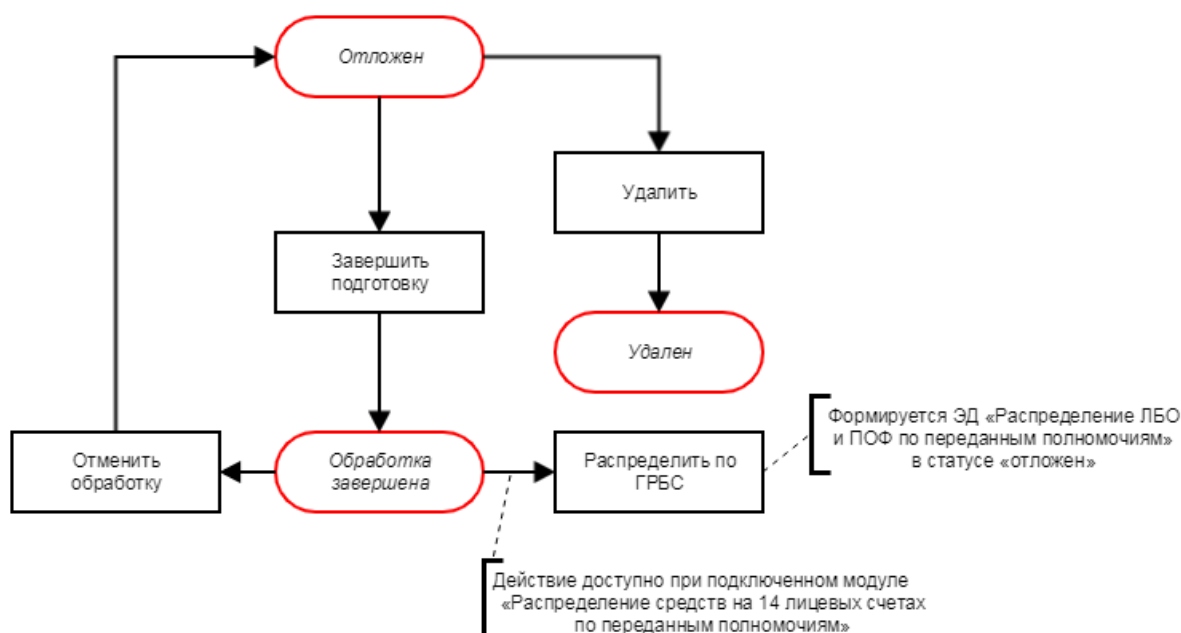 Отложен
Удалить
Завершить
подготовку
Удален
Формируется ЭД «Распределение ЛБО
и ПОФ по переданным полномочиям»
в статусе «отложен»
Отменить
обработку
Обработка
завершена
Распределить по
ГРБС
Действие доступно при подключенном модуле
«Распределение средств на 14 лицевых счетах
по переданным полномочиям»